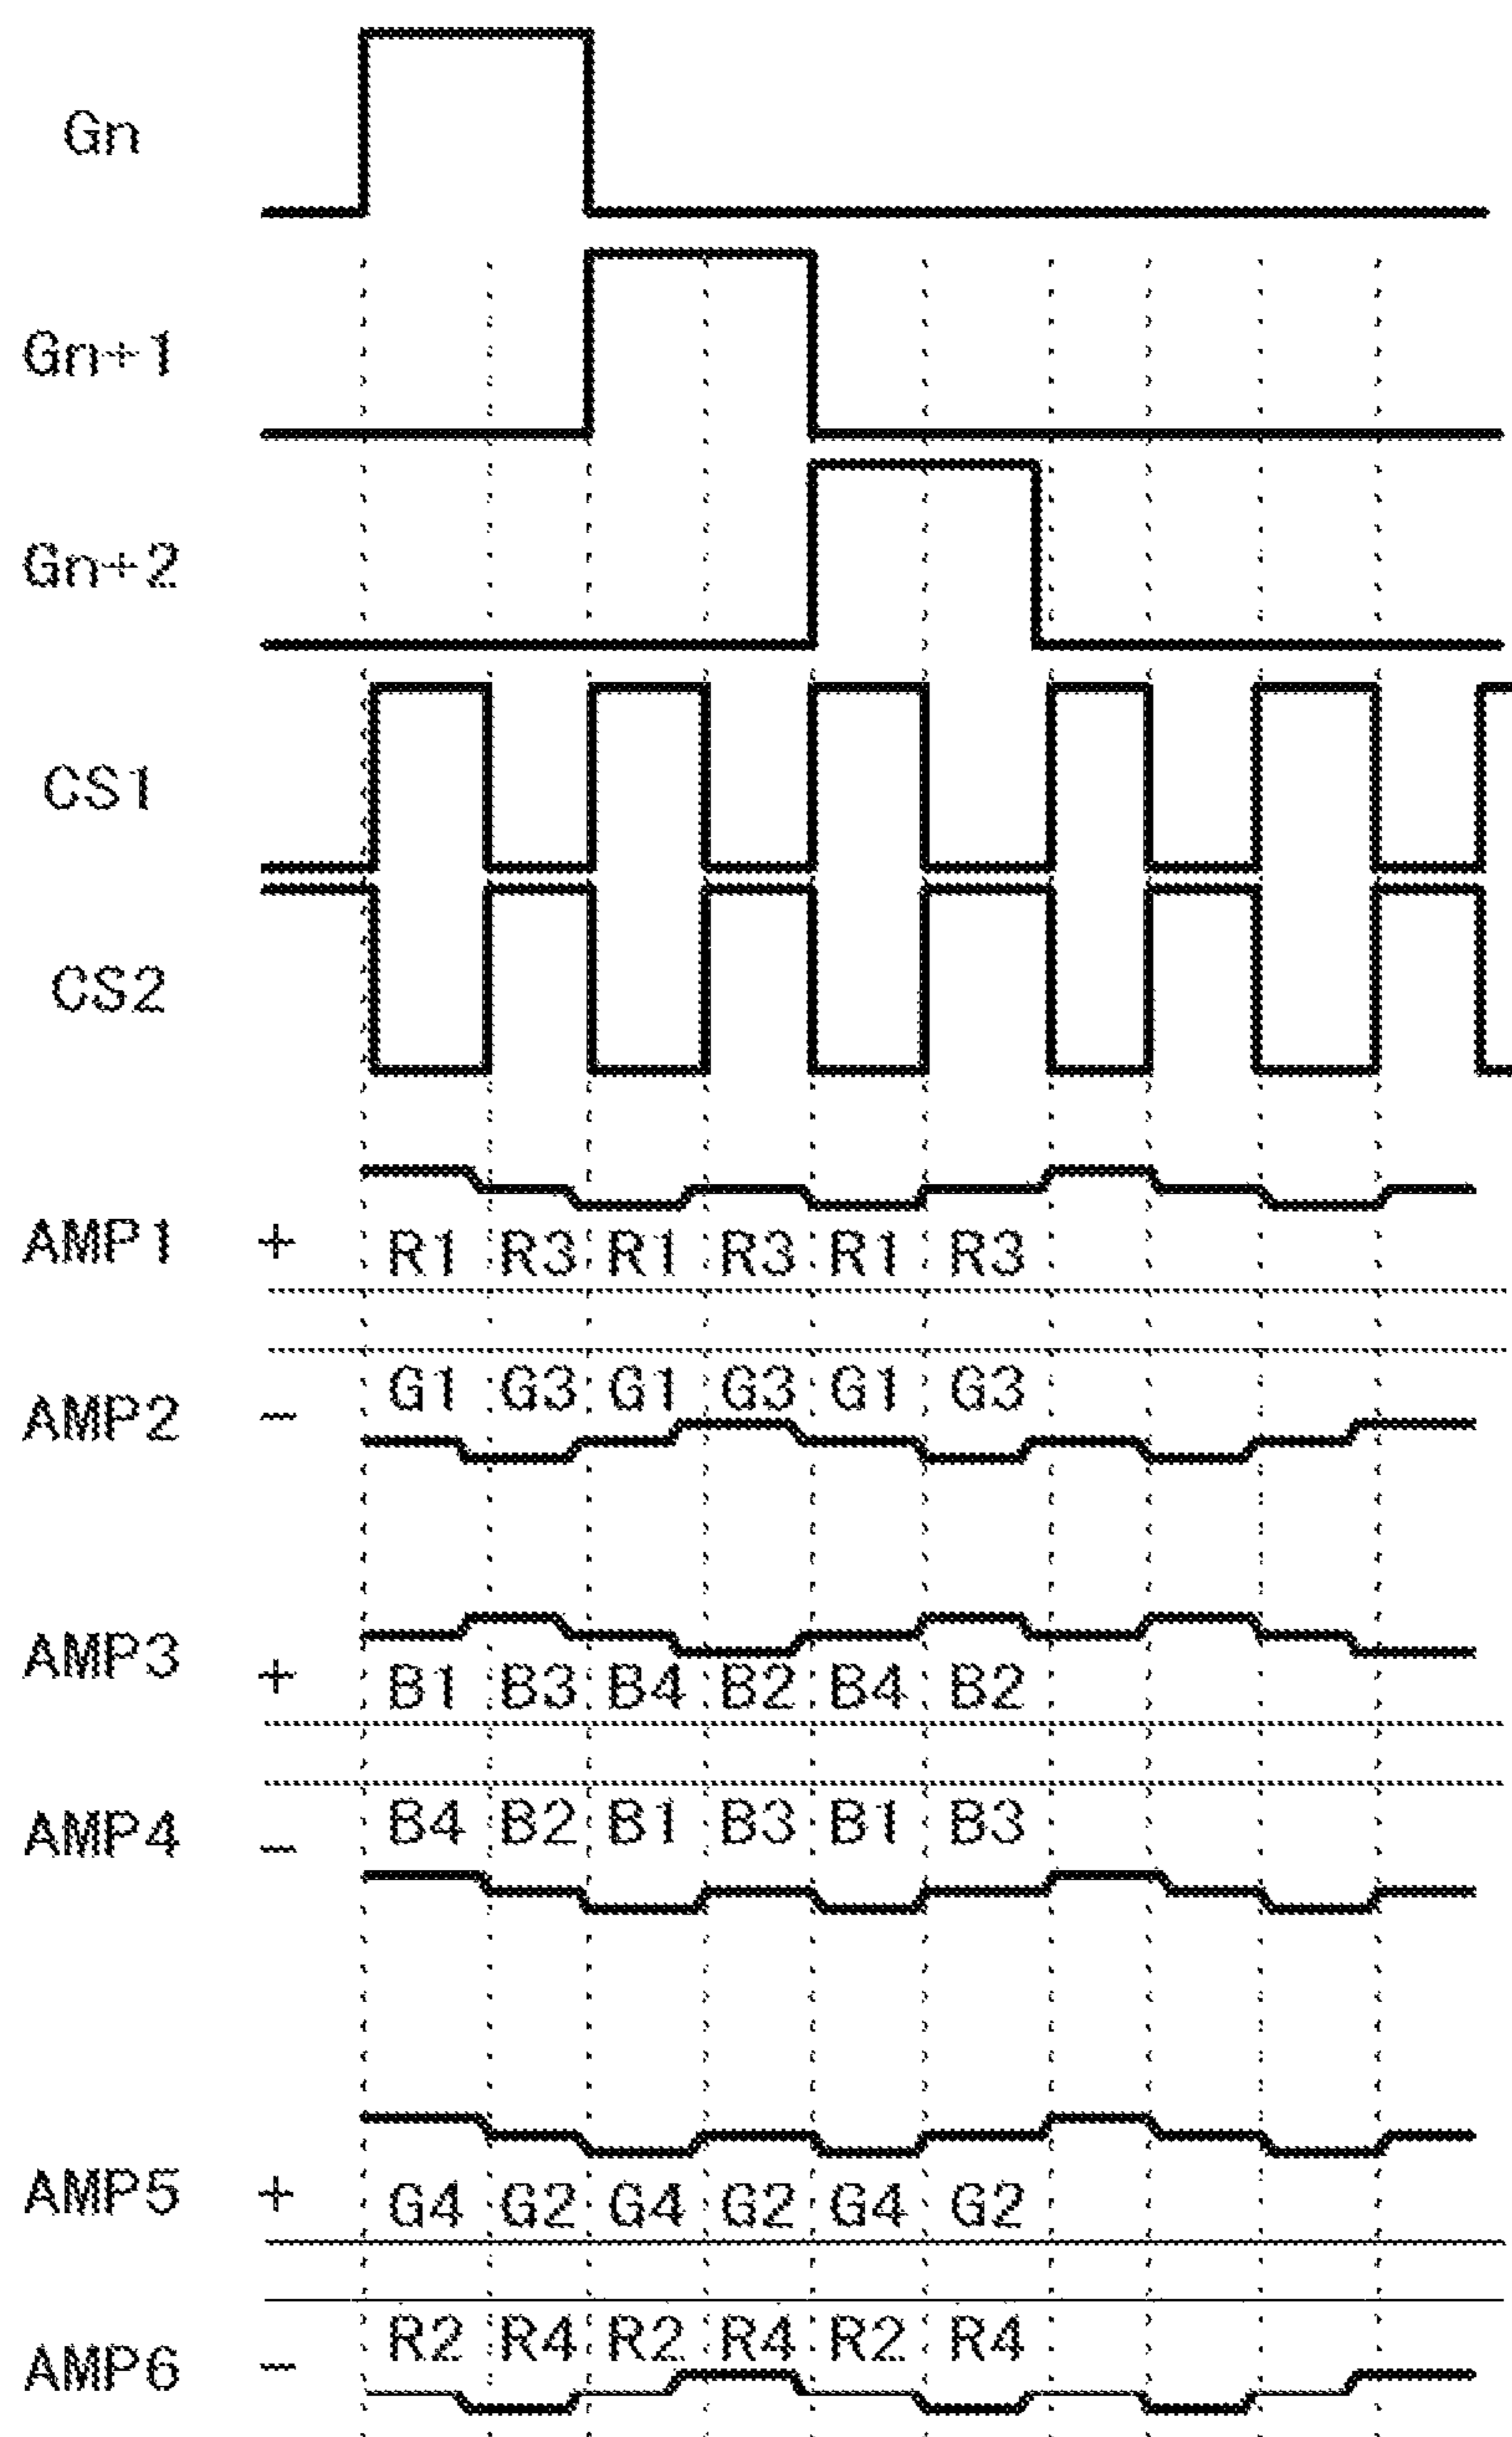 Gn
Gn+1
Gn+2
CS1
CS2
AMP1 + R1 R3 R1 R3 R1 R3
AMP2 − G1 G3 G1 G3 G1 G3
AMP3 + B1 B3 B4 B2 B4 B2
AMP4 − B4 B2 B1 B3 B1 B3
AMP5 + G4 G2 G4 G2 G4 G2
AMP6 − R2 R4 R2 R4 R2 R4